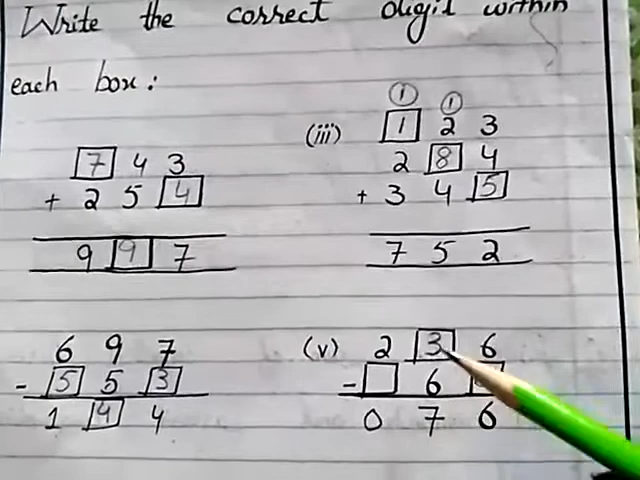 Write the correct digit within
each box:
7 4 3
+ 2 5 4
9 9 7
(iii)
1 1
1 2 3
2 8 4
+ 3 4 5
7 5 2
6 9 7
- 5 5 3
1 4 4
(v) 2 3 6
- 6
0 7 6